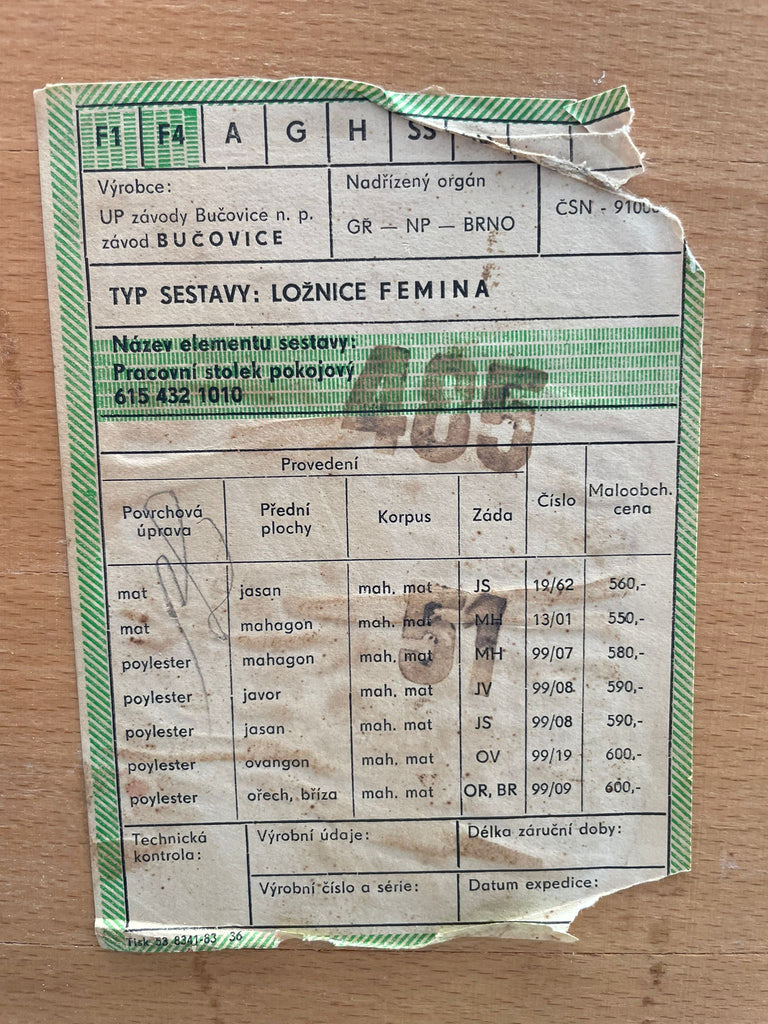 F1 F4 A G H SS
Výrobce:
UP závody Bučovice n. p.
závod BUČOVICE
Nadřízený orgán
GŘ — NP — BRNO
ČSN - 9100
TYP SESTAVY: LOŽNICE FEMINA
Název elementu sestavy:
Pracovní stolek pokojový
615 432 1010
485
Provedení
Povrchová úprava Přední plochy Korpus Záda Číslo Maloobch. cena
mat jasan mah. mat JS 19/62 560,-
mat mahagon mah. mat MH 13/01 550,-
poylester mahagon mah. mat MH 99/07 580,-
poylester javor mah. mat JV 99/08 590,-
poylester jasan mah. mat JS 99/08 590,-
poylester ovangon mah. mat OV 99/19 600,-
poylester ořech, bříza mah. mat OR, BR 99/09 600,-
51
Technická
kontrola:
Výrobní údaje:
Délka záruční doby:
Výrobní číslo a série:
Datum expedice:
Tisk 53 8341-83 36